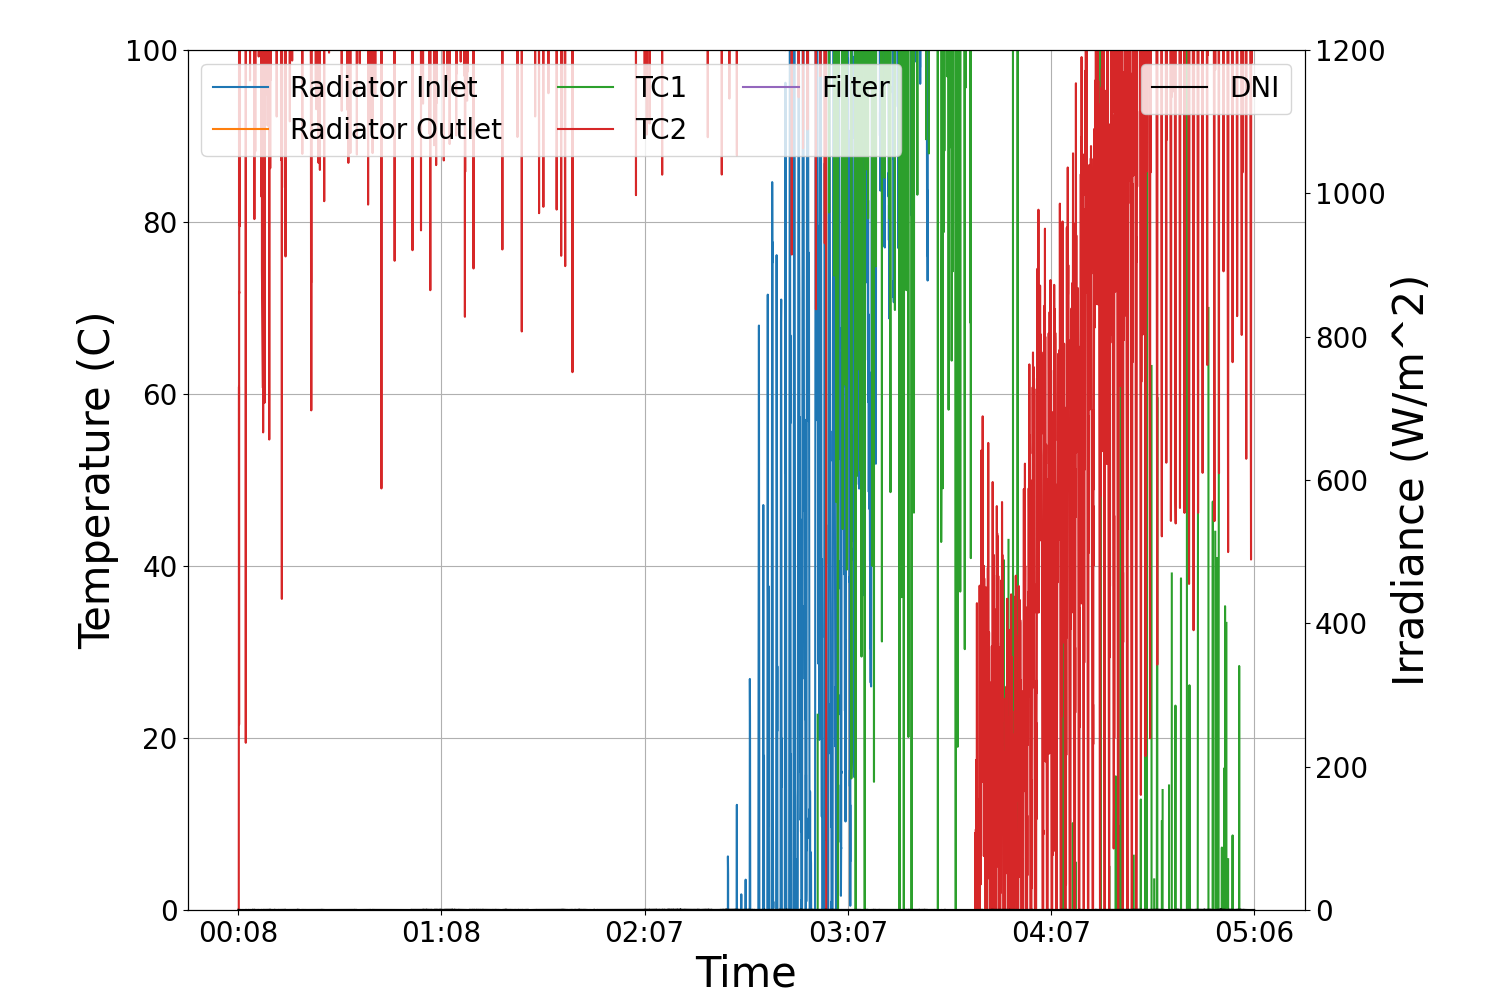 100
80
60
40
20
0
Temperature (C)
Radiator Inlet
Radiator Outlet
TC1
TC2
Filter
DNI
1200
1000
800
600
400
200
0
Irradiance (W/m^2)
00:08
01:08
02:07
03:07
04:07
05:06
Time